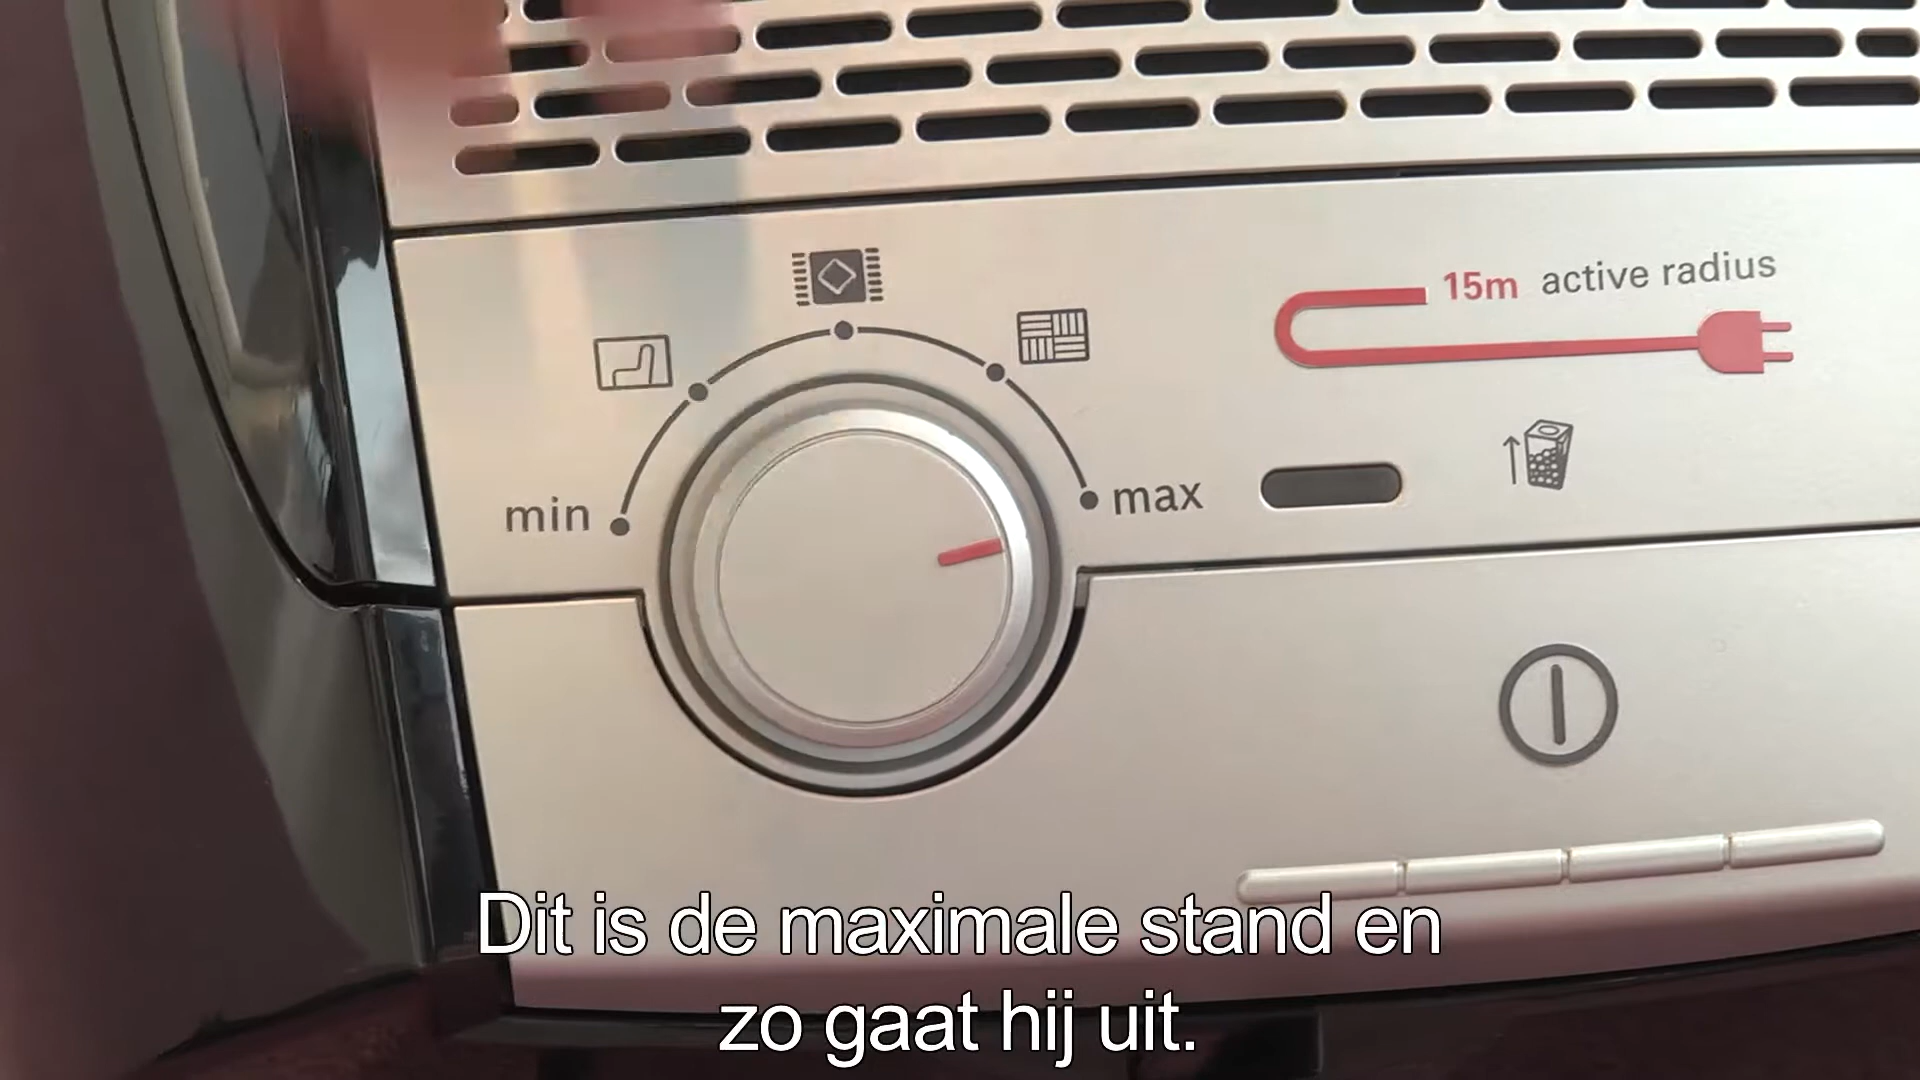 15m active radius
min
max
Dit is de maximale stand en
zo gaat hij uit.